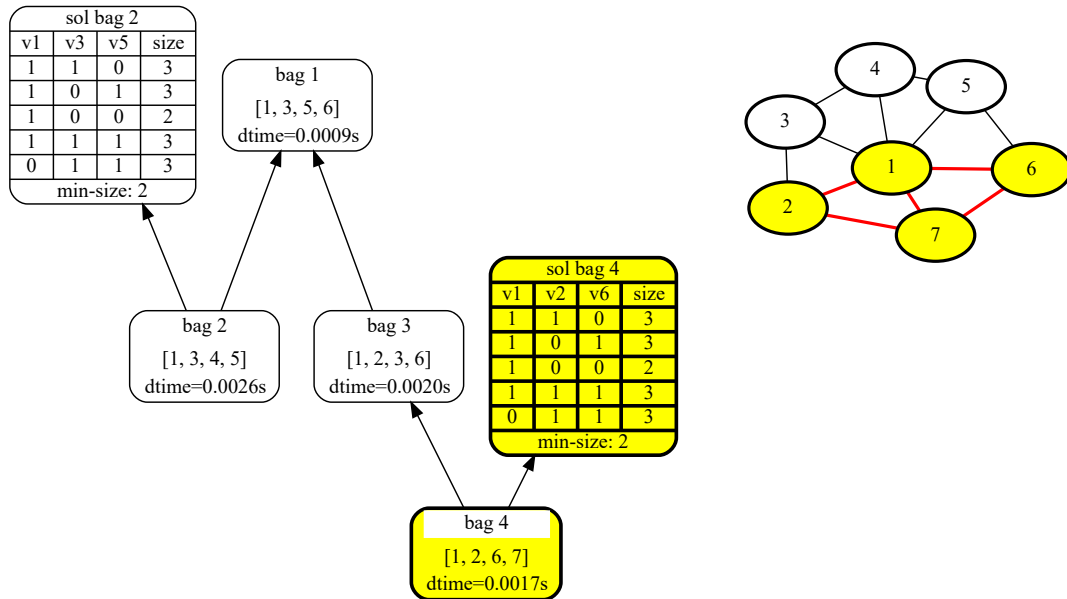 sol bag 2
v1 v3 v5 size
1 1 0 3
1 0 1 3
1 0 0 2
1 1 1 3
0 1 1 3
min-size: 2
bag 1
[1, 3, 5, 6]
dtime=0.0009s
bag 2
[1, 3, 4, 5]
dtime=0.0026s
bag 3
[1, 2, 3, 6]
dtime=0.0020s
sol bag 4
v1 v2 v6 size
1 1 0 3
1 0 1 3
1 0 0 2
1 1 1 3
0 1 1 3
min-size: 2
bag 4
[1, 2, 6, 7]
dtime=0.0017s
4
5
3
1
6
2
7